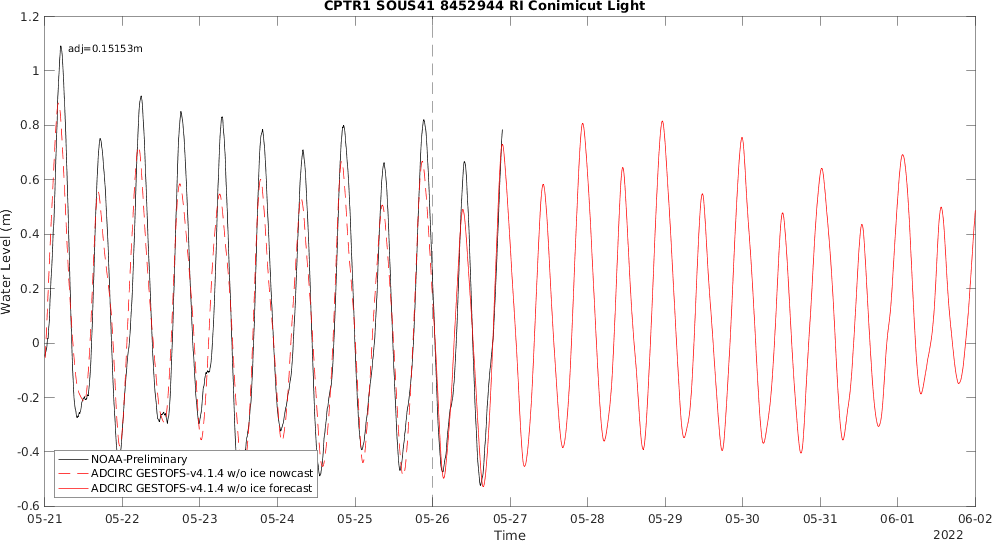 CPTR1 SOUS41 8452944 RI Conimicut Light
1.2
1
0.8
0.6
0.4
0.2
0
-0.2
-0.4
-0.6
Water Level (m)
adj=0.15153m
NOAA-Preliminary
ADCIRC GESTOFS-v4.1.4 w/o ice nowcast
ADCIRC GESTOFS-v4.1.4 w/o ice forecast
05-21 05-22 05-23 05-24 05-25 05-26 05-27 05-28 05-29 05-30 05-31 06-01 06-02
Time
2022